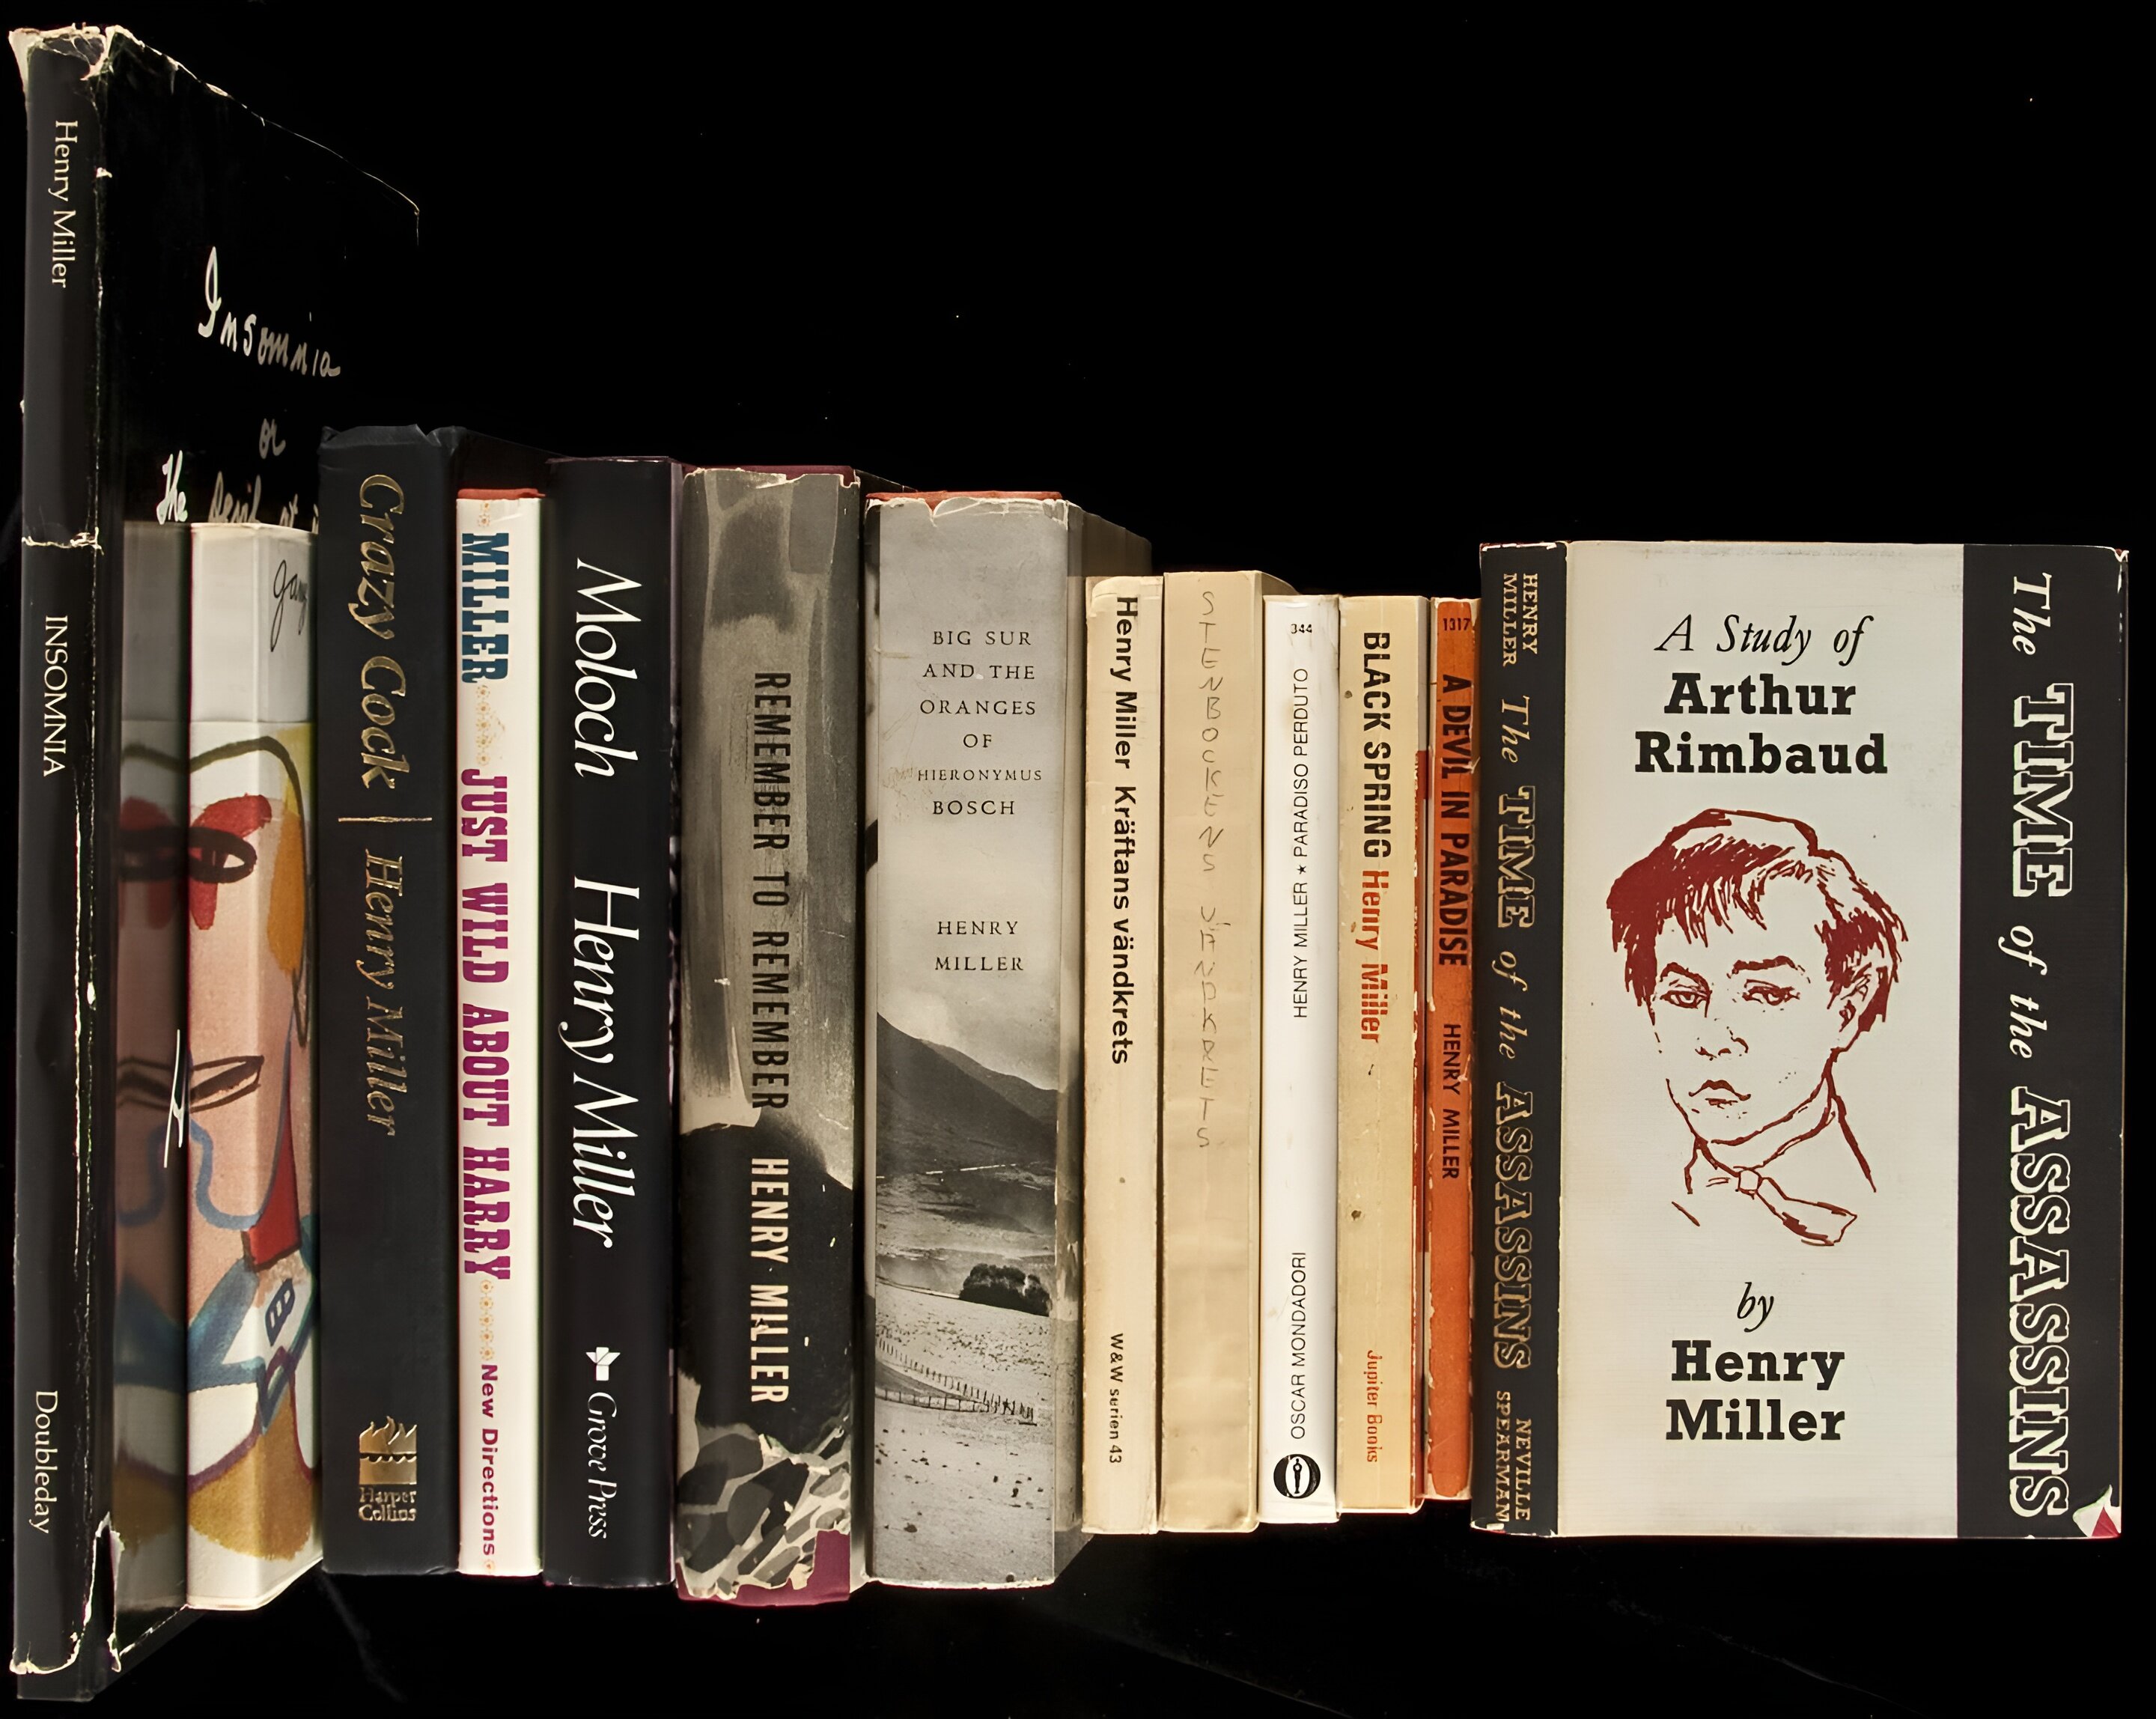 Henry Miller
INSOMNIA
Doubleday
Insomnia
or
the Devil at
Crazy Cock
Henry Miller
Harper
Collins
MILLER
JUST WILD ABOUT HARRY
New Directions
Moloch
Henry Miller
Grove Press
REMEMBER TO REMEMBER
HENRY MILLER
BIG SUR
AND THE
ORANGES
OF
HIERONYMUS
BOSCH
HENRY
MILLER
Henry Miller Kräftans vändkrets
W&W serien 43
STENBOCKENS VÄNDKRETS
344
HENRY MILLER ★ PARADISO PERDUTO
OSCAR MONDADORI
BLACK SPRING Henry Miller
Jupiter Books
1317
A DEVIL IN PARADISE
HENRY MILLER
HENRY
MILLER
The TIME of the ASSASSINS
NEVILLE
SPEARMAN
A Study of
Arthur
Rimbaud
by
Henry
Miller
The TIME of the ASSASSINS